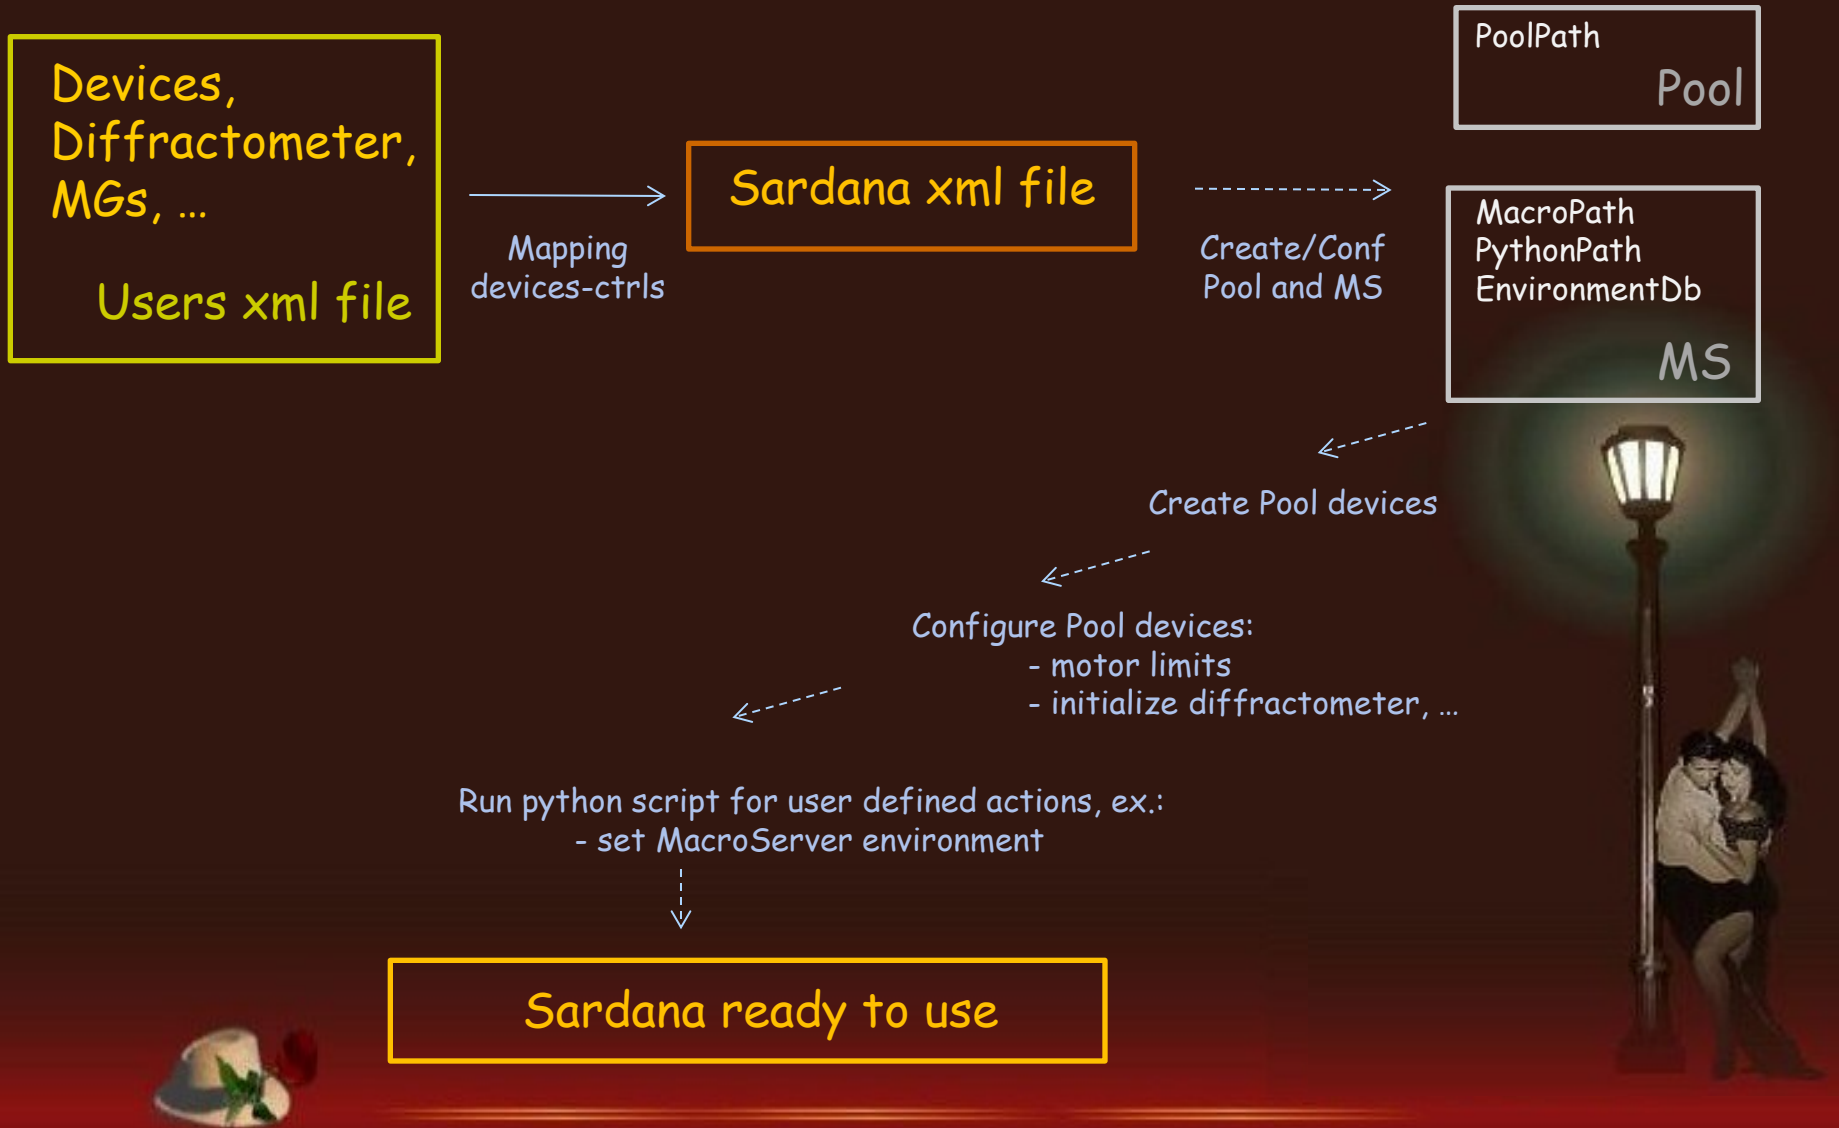 Devices,
Diffractometer,
MGs, ...
Users xml file
Mapping
devices-ctrls
Sardana xml file
Create/Conf
Pool and MS
PoolPath
Pool
MacroPath
PythonPath
EnvironmentDb
MS
Create Pool devices
Configure Pool devices:
- motor limits
- initialize diffractometer, ...
Run python script for user defined actions, ex.:
- set MacroServer environment
Sardana ready to use